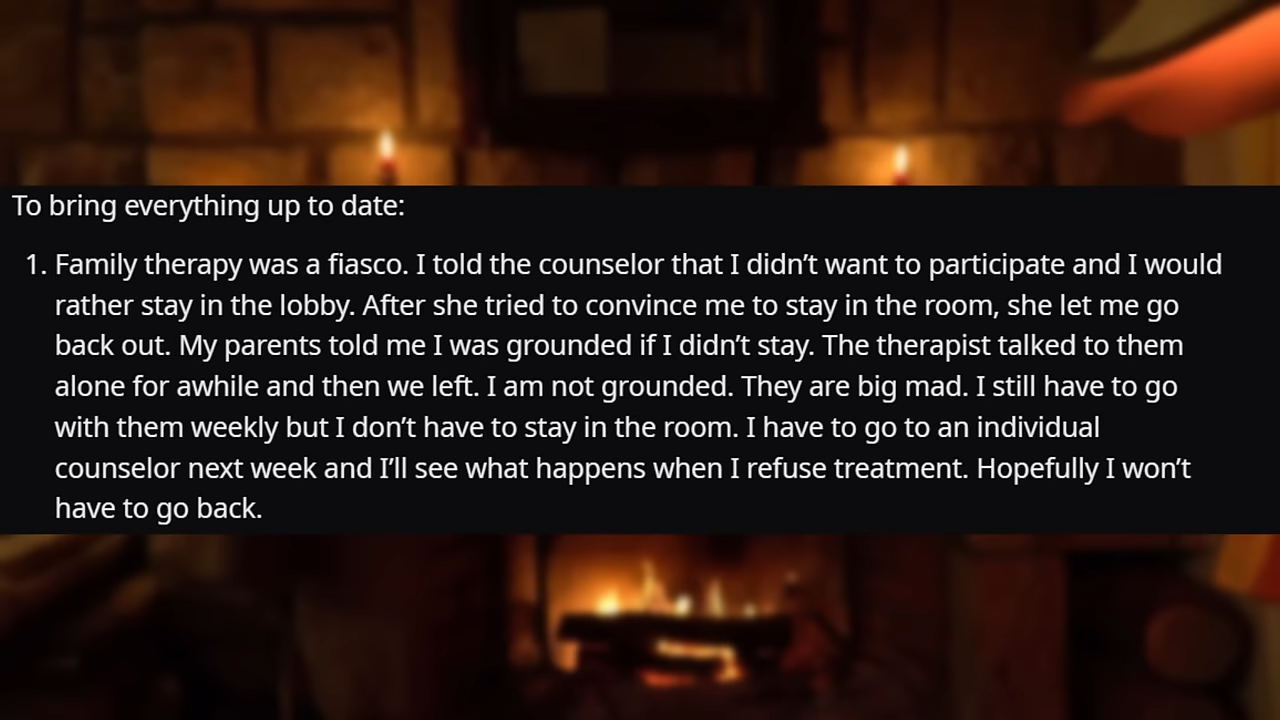 To bring everything up to date:
1. Family therapy was a fiasco. I told the counselor that I didn’t want to participate and I would
rather stay in the lobby. After she tried to convince me to stay in the room, she let me go
back out. My parents told me I was grounded if I didn’t stay. The therapist talked to them
alone for awhile and then we left. I am not grounded. They are big mad. I still have to go
with them weekly but I don’t have to stay in the room. I have to go to an individual
counselor next week and I’ll see what happens when I refuse treatment. Hopefully I won’t
have to go back.